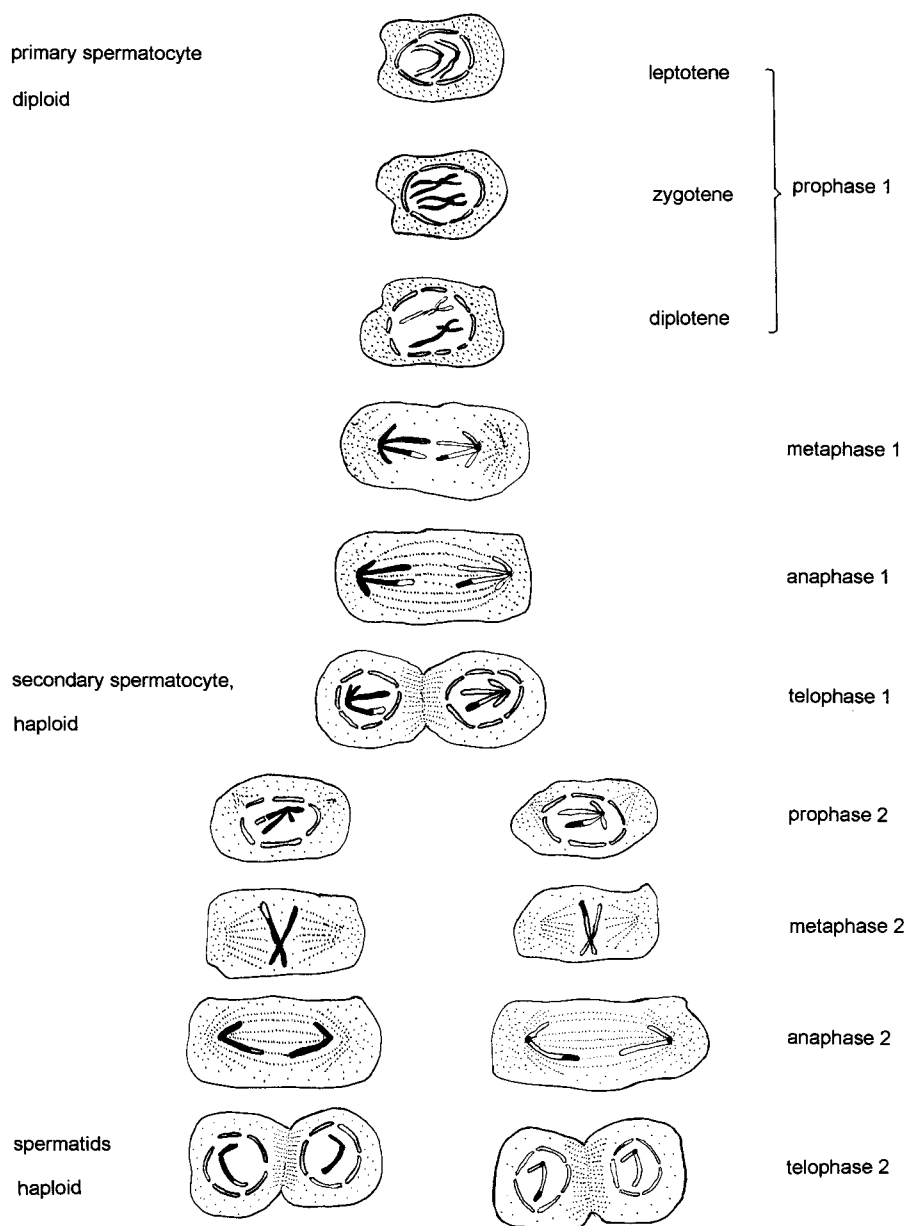 primary spermatocyte
diploid
leptotene
zygotene
prophase 1
diplotene
metaphase 1
anaphase 1
secondary spermatocyte,
haploid
telophase 1
prophase 2
metaphase 2
anaphase 2
spermatids
haploid
telophase 2